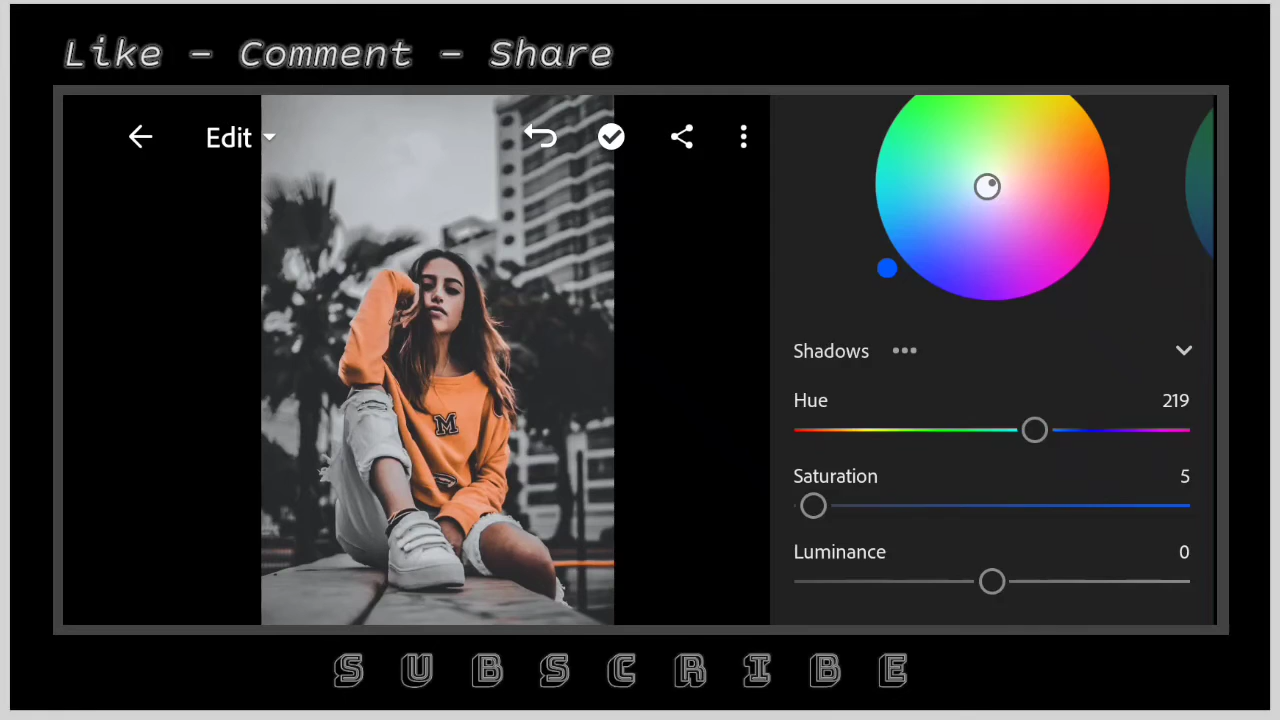 Like - Comment - Share
Edit
M
Shadows
Hue 219
Saturation 5
Luminance 0
SUBSCRIBE